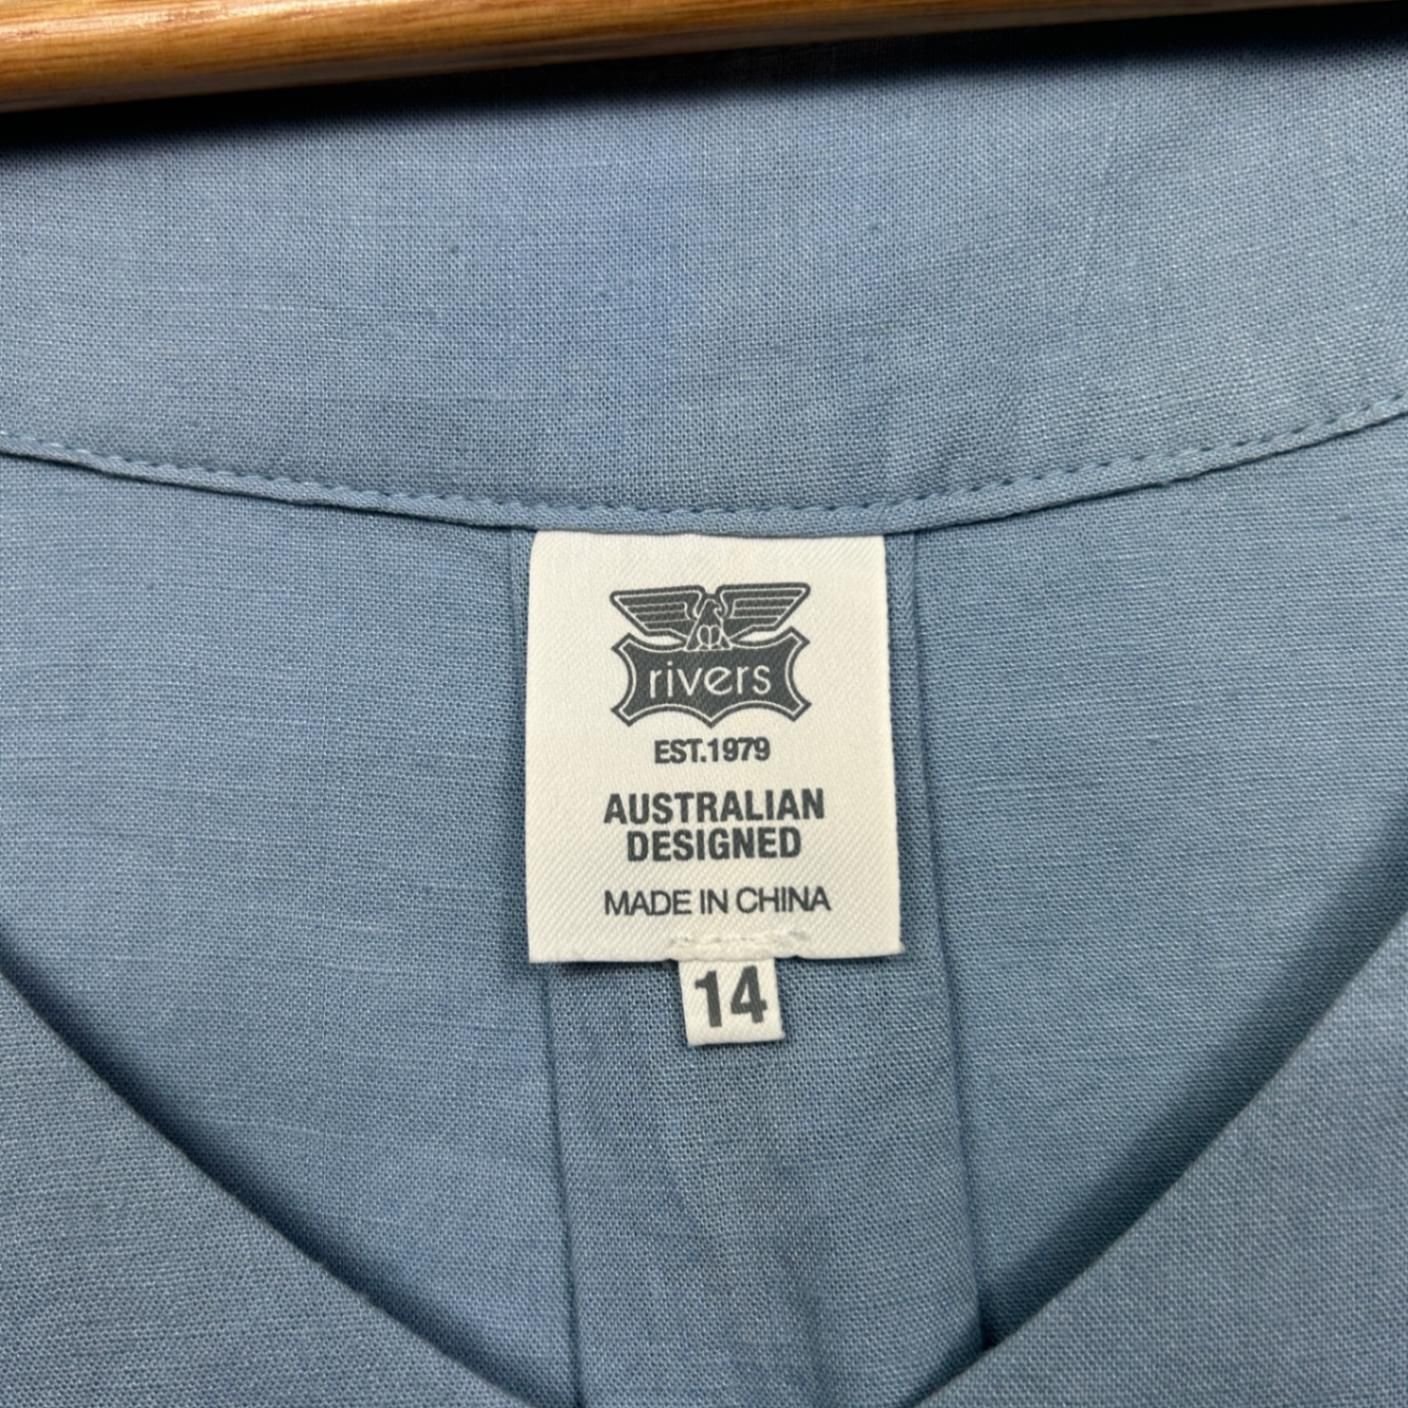 rivers
EST.1979
AUSTRALIAN
DESIGNED
MADE IN CHINA
14